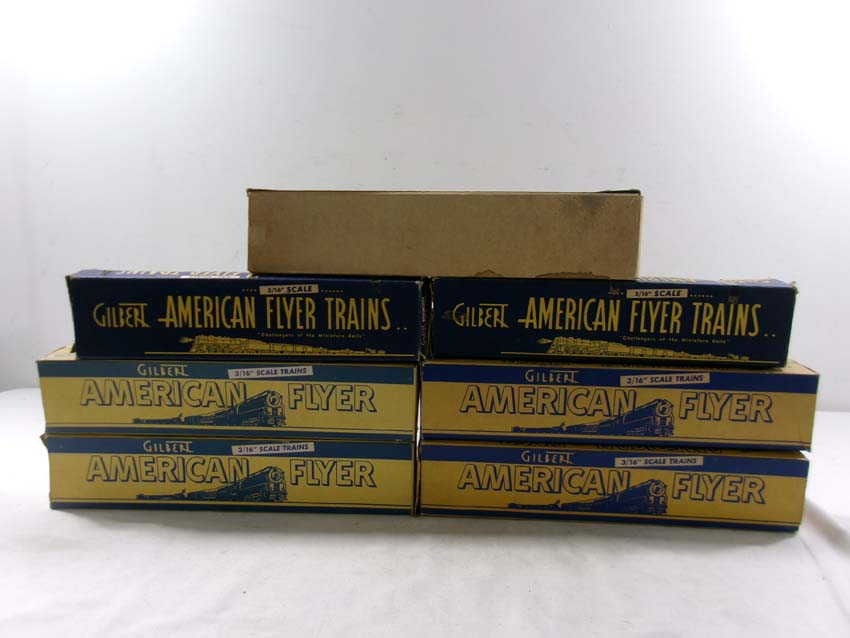 3/16" SCALE
GILBERT AMERICAN FLYER TRAINS
"Challengers of the Miniature Rails"
3/16" SCALE
GILBERT AMERICAN FLYER TRAINS
"Challengers of the Miniature Rails"
GILBERT 3/16" SCALE TRAINS
AMERICAN FLYER
GILBERT 3/16" SCALE TRAINS
AMERICAN FLYER
GILBERT 3/16" SCALE TRAINS
AMERICAN FLYER
GILBERT 3/16" SCALE TRAINS
AMERICAN FLYER